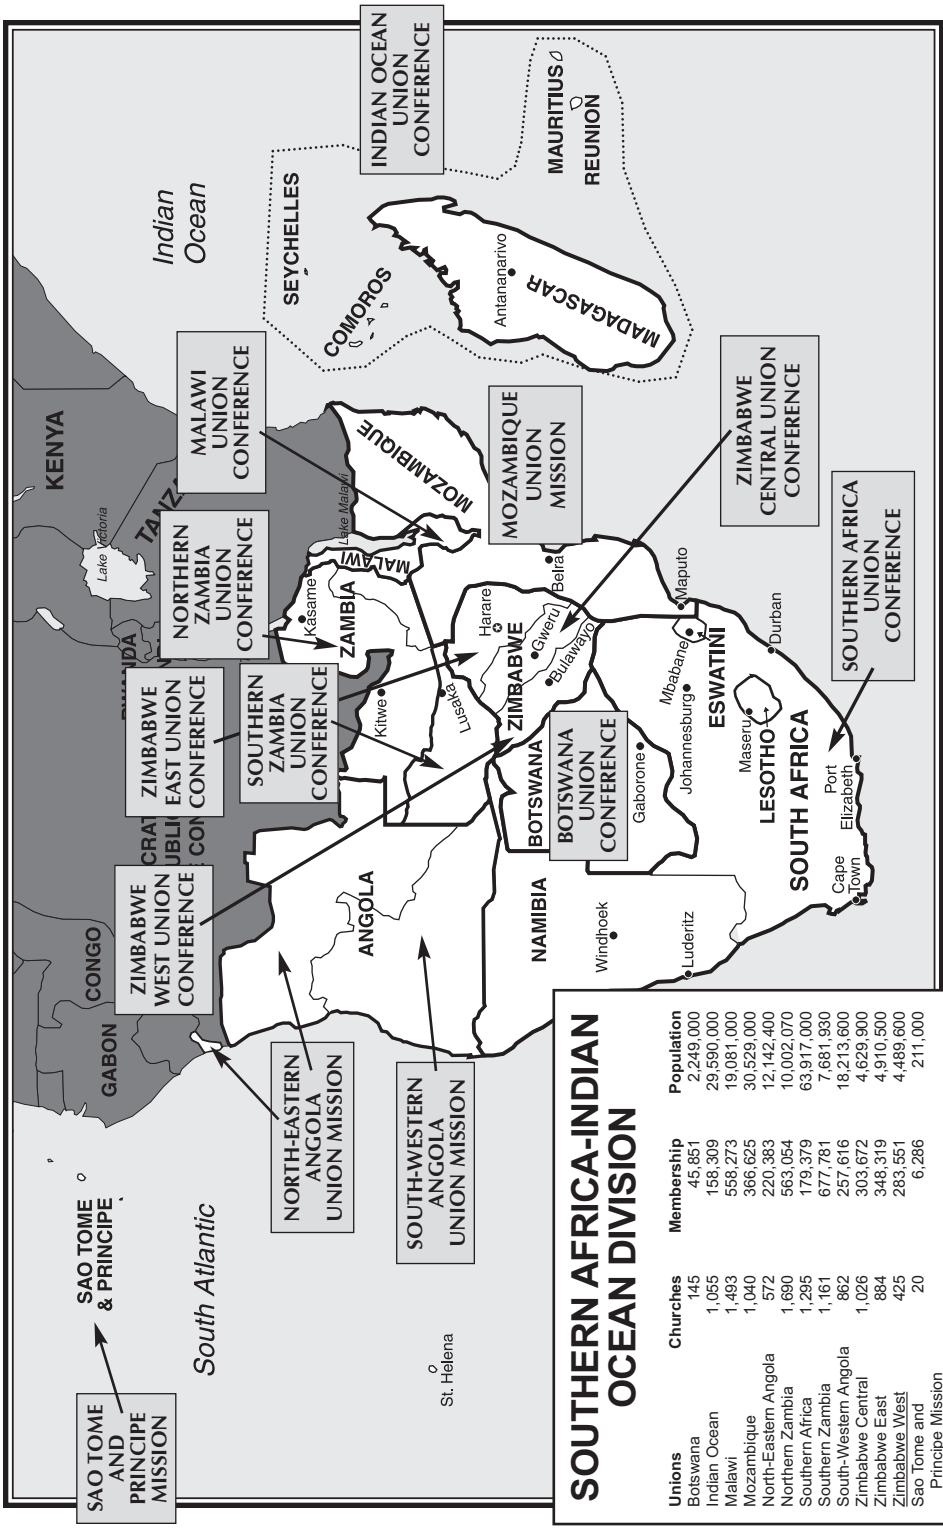 SAO TOME
AND
PRINCIPE
MISSION
SAO TOME
& PRINCIPE
South Atlantic
St. Helena
GABON
CONGO
KENYA
Lake Victoria
TANZA
CRAT
UBLIC
CON
Indian
Ocean
ZIMBABWE
WEST UNION
CONFERENCE
ZIMBABWE
EAST UNION
CONFERENCE
NORTHERN
ZAMBIA
UNION
CONFERENCE
MALAWI
UNION
CONFERENCE
SOUTHERN
ZAMBIA
UNION
CONFERENCE
INDIAN OCEAN
UNION
CONFERENCE
NORTH-EASTERN
ANGOLA
UNION MISSION
SOUTH-WESTERN
ANGOLA
UNION MISSION
MOZAMBIQUE
UNION
MISSION
BOTSWANA
UNION
CONFERENCE
ZIMBABWE
CENTRAL UNION
CONFERENCE
SOUTHERN AFRICA
UNION
CONFERENCE
SEYCHELLES
COMOROS
MAURITIUS
REUNION
Antananarivo
MADAGASCAR
Lake Malawi
MALAWI
MOZAMBIQUE
Kasame
ZAMBIA
Kitwe
Lusaka
ANGOLA
Harare
ZIMBABWE
Gweru
Bulawayo
Belra
NAMIBIA
Windhoek
Luderitz
BOTSWANA
Gaborone
Maputo
Mbabane
ESWATINI
Johannesburg
Maseru
LESOTHO
Durban
SOUTH AFRICA
Port
Elizabeth
Cape
Town
SOUTHERN AFRICA-INDIAN
OCEAN DIVISION
Unions Churches Membership Population
Botswana 145 45,851 2,249,000
Indian Ocean 1,055 158,309 29,590,000
Malawi 1,493 558,273 19,081,000
Mozambique 1,040 366,625 30,529,000
North-Eastern Angola 572 220,383 12,142,400
Northern Zambia 1,690 563,054 10,002,070
Southern Africa 1,295 179,379 63,917,000
Southern Zambia 1,161 677,781 7,681,930
South-Western Angola 862 257,616 18,213,600
Zimbabwe Central 1,026 303,672 4,629,900
Zimbabwe East 884 348,319 4,910,500
Zimbabwe West 425 283,551 4,489,600
Sao Tome and 20 6,286 211,000
Principe Mission